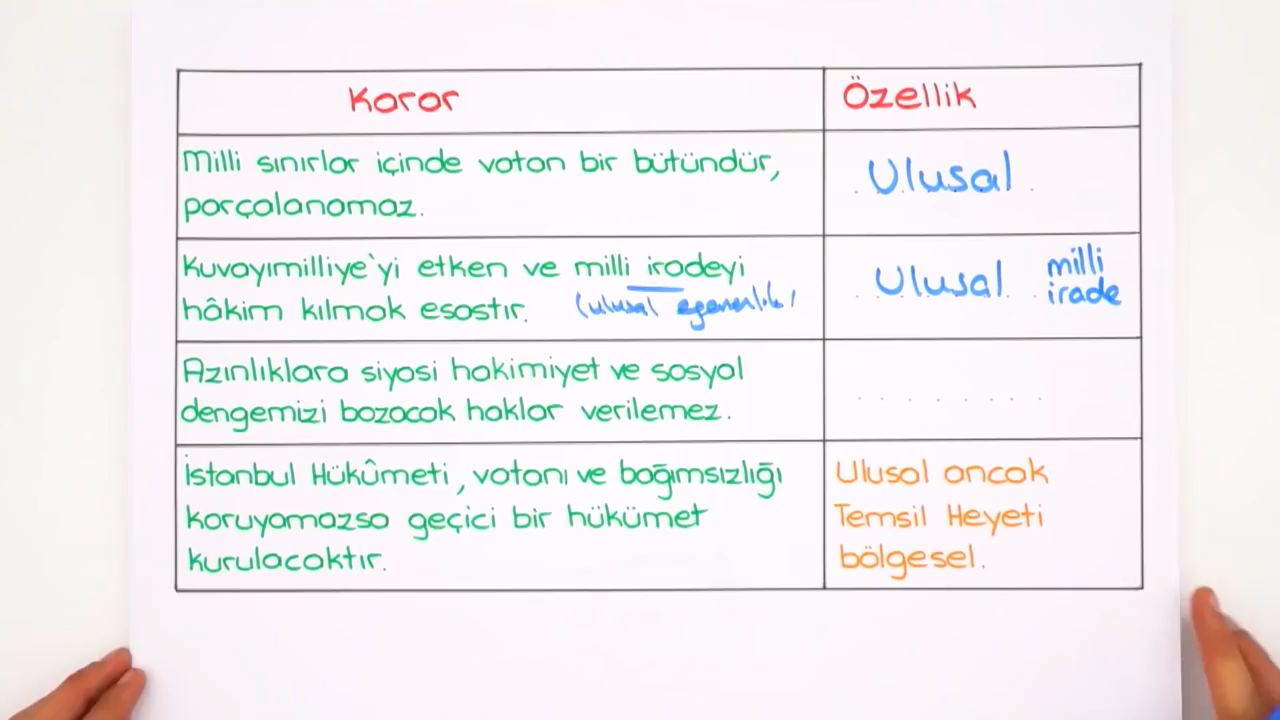 Karar
Özellik
Milli sınırlar içinde vatan bir bütündür,
parçalanamaz.
Ulusal
Kuvayımilliye'yi etken ve milli iradeyi
hâkim kılmak esastır. (ulusal egemenlik)
Ulusal milli
irade
Azınlıklara siyasi hakimiyet ve sosyal
dengemizi bozacak haklar verilemez.
İstanbul Hükûmeti, vatanı ve bağımsızlığı
koruyamazsa geçici bir hükümet
kurulacaktır.
Ulusal ancak
Temsil Heyeti
bölgesel.